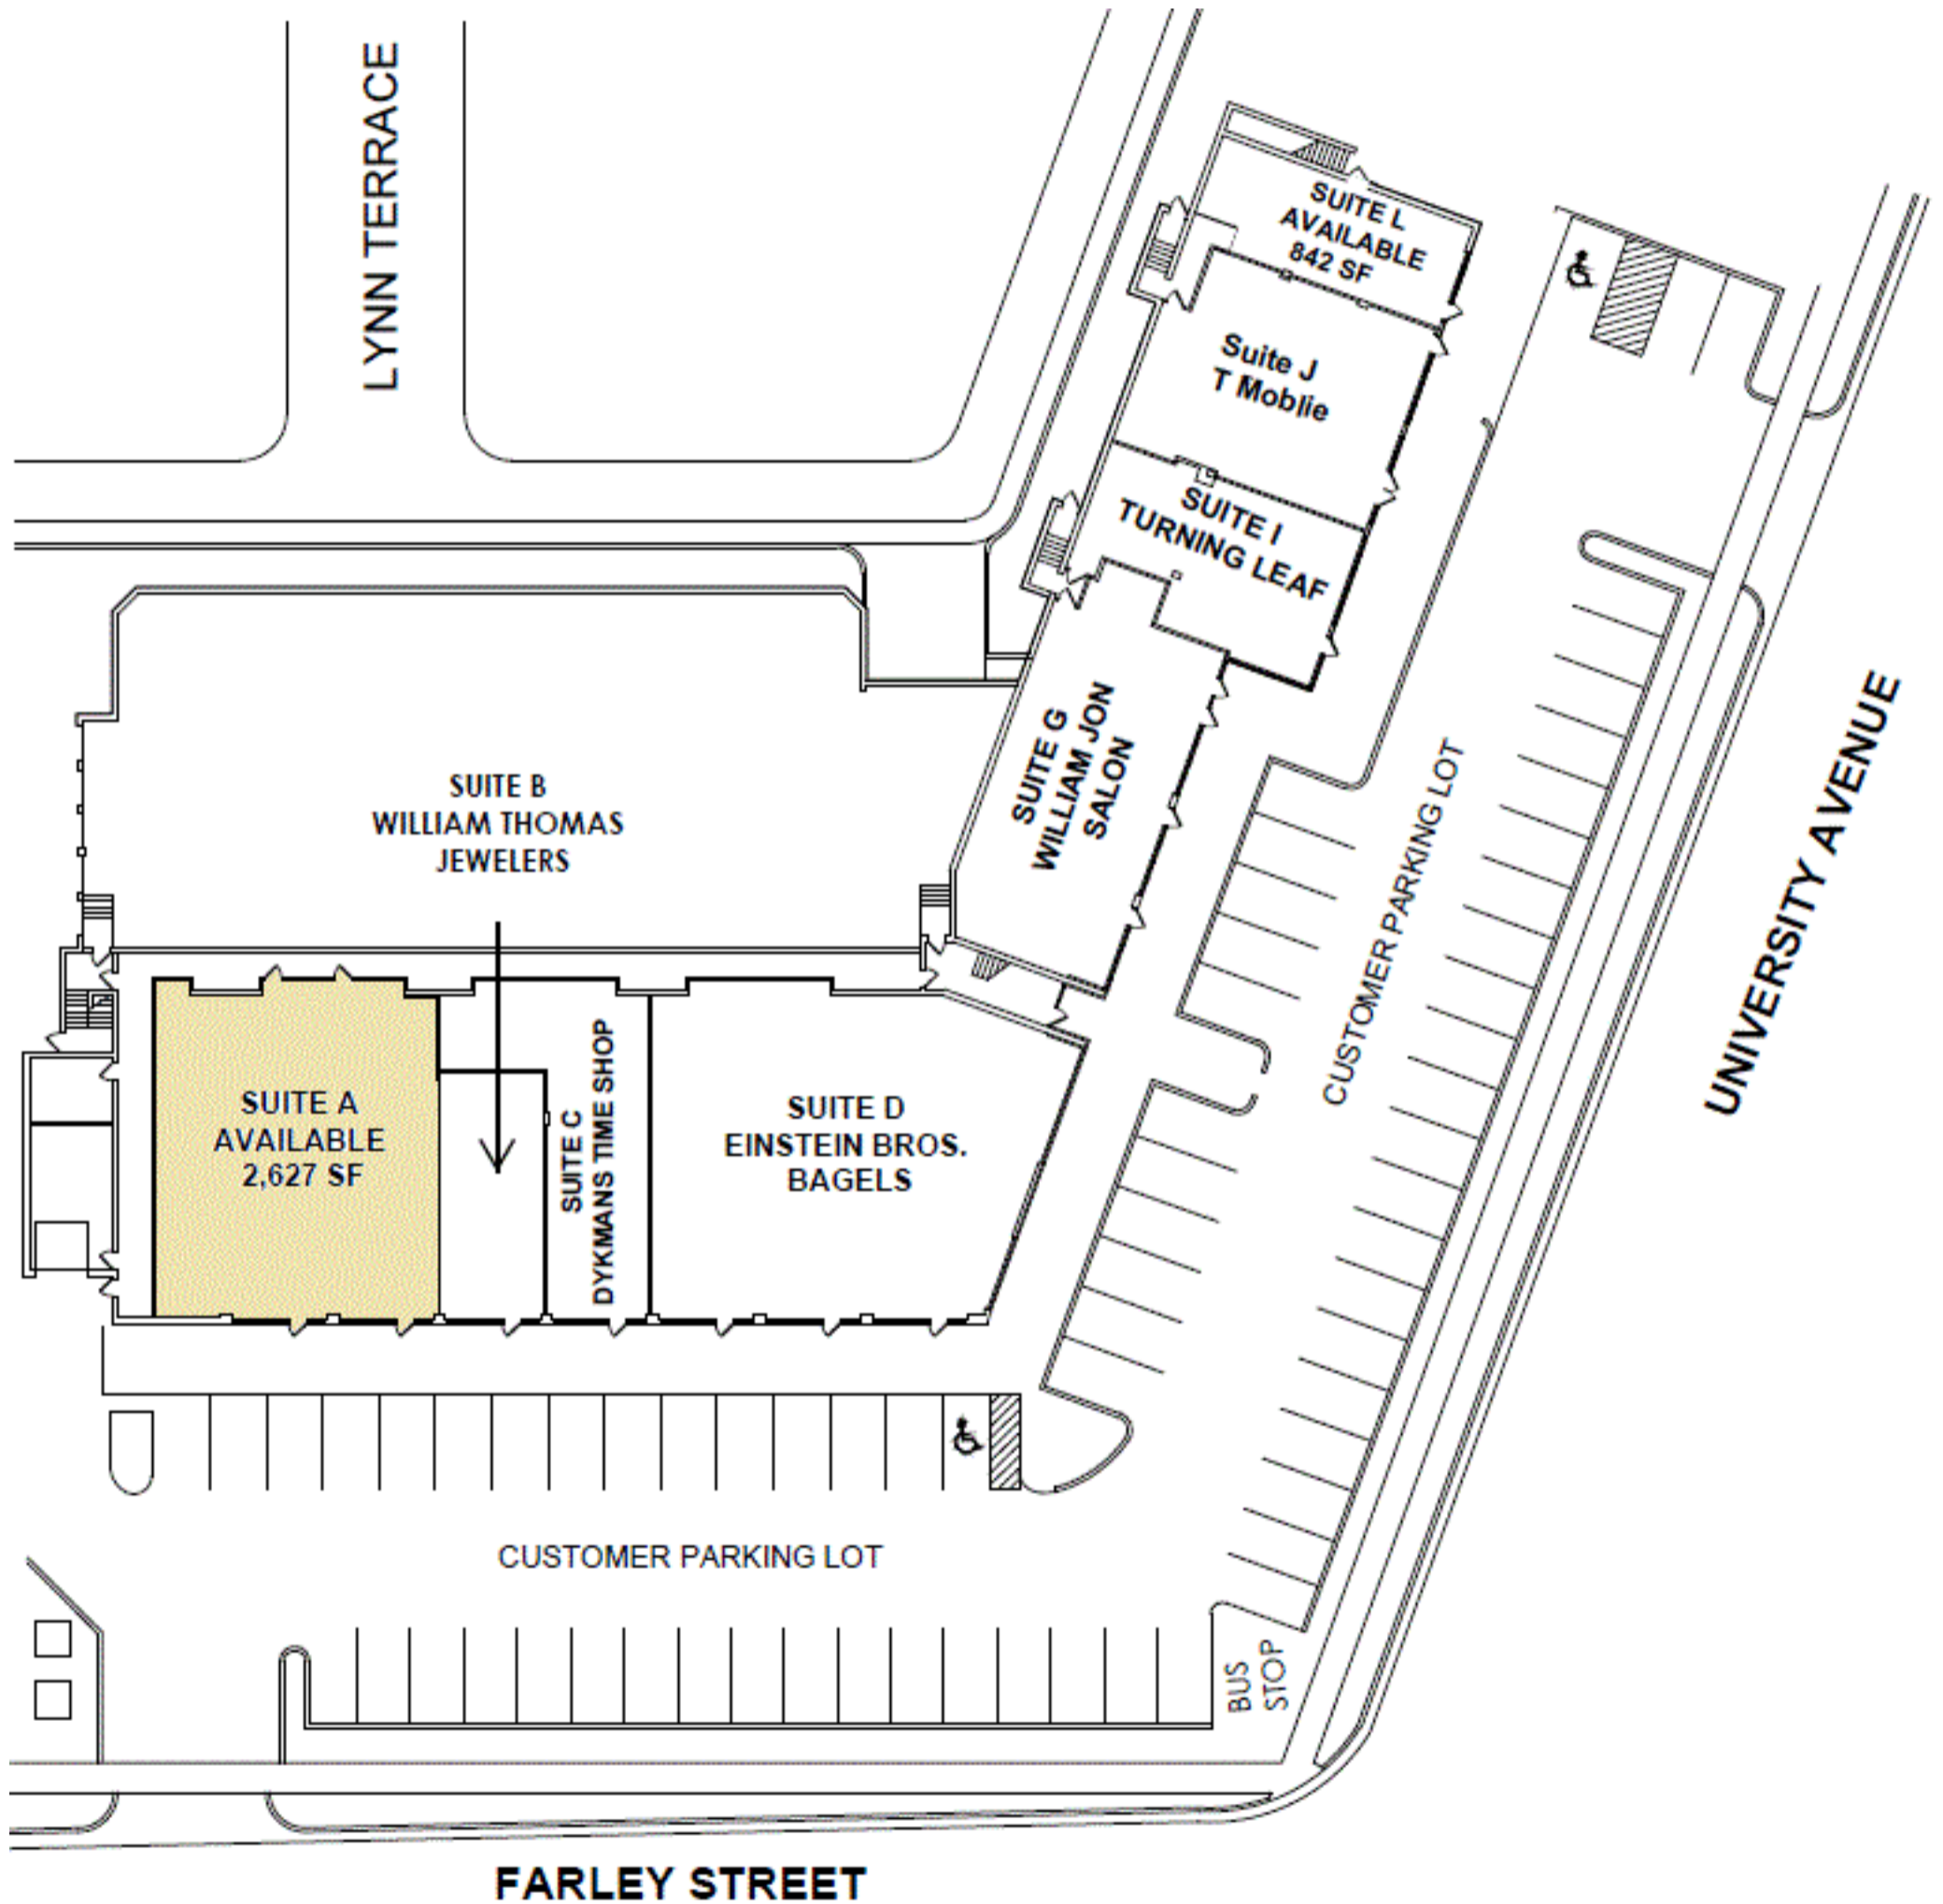 LYNN TERRACE
SUITE L
AVAILABLE
842 SF
Suite J
T Moblie
SUITE I
TURNING LEAF
SUITE G
WILLIAM JON
SALON
SUITE B
WILLIAM THOMAS
JEWELERS
CUSTOMER PARKING LOT
UNIVERSITY AVENUE
SUITE A
AVAILABLE
2,627 SF
SUITE C
DYKMANS TIME SHOP
SUITE D
EINSTEIN BROS.
BAGELS
CUSTOMER PARKING LOT
BUS
STOP
FARLEY STREET